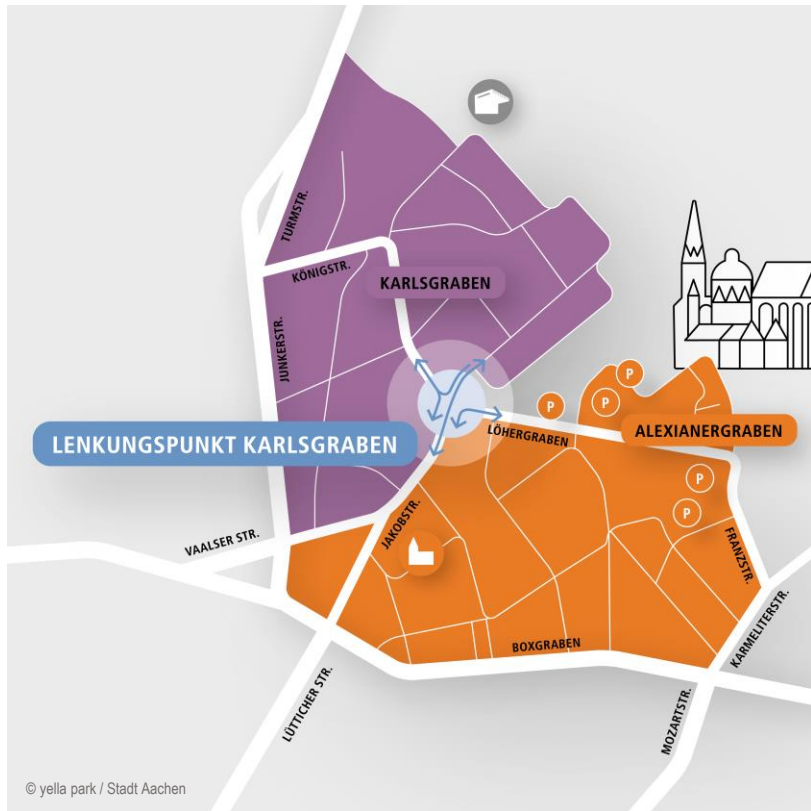 TURMSTR.
KÖNIGSTR.
KARLSGRABEN
JUNKERSTR.
P
P
P
LÖHERGRABEN
ALEXIANERGRABEN
LENKUNGSPUNKT KARLSGRABEN
P
P
JAKOBSTR.
VAALSER STR.
FRANZSTR.
KARMELITERSTR.
BOXGRABEN
LÜTTICHER STR.
MOZARTSTR.
© yella park / Stadt Aachen